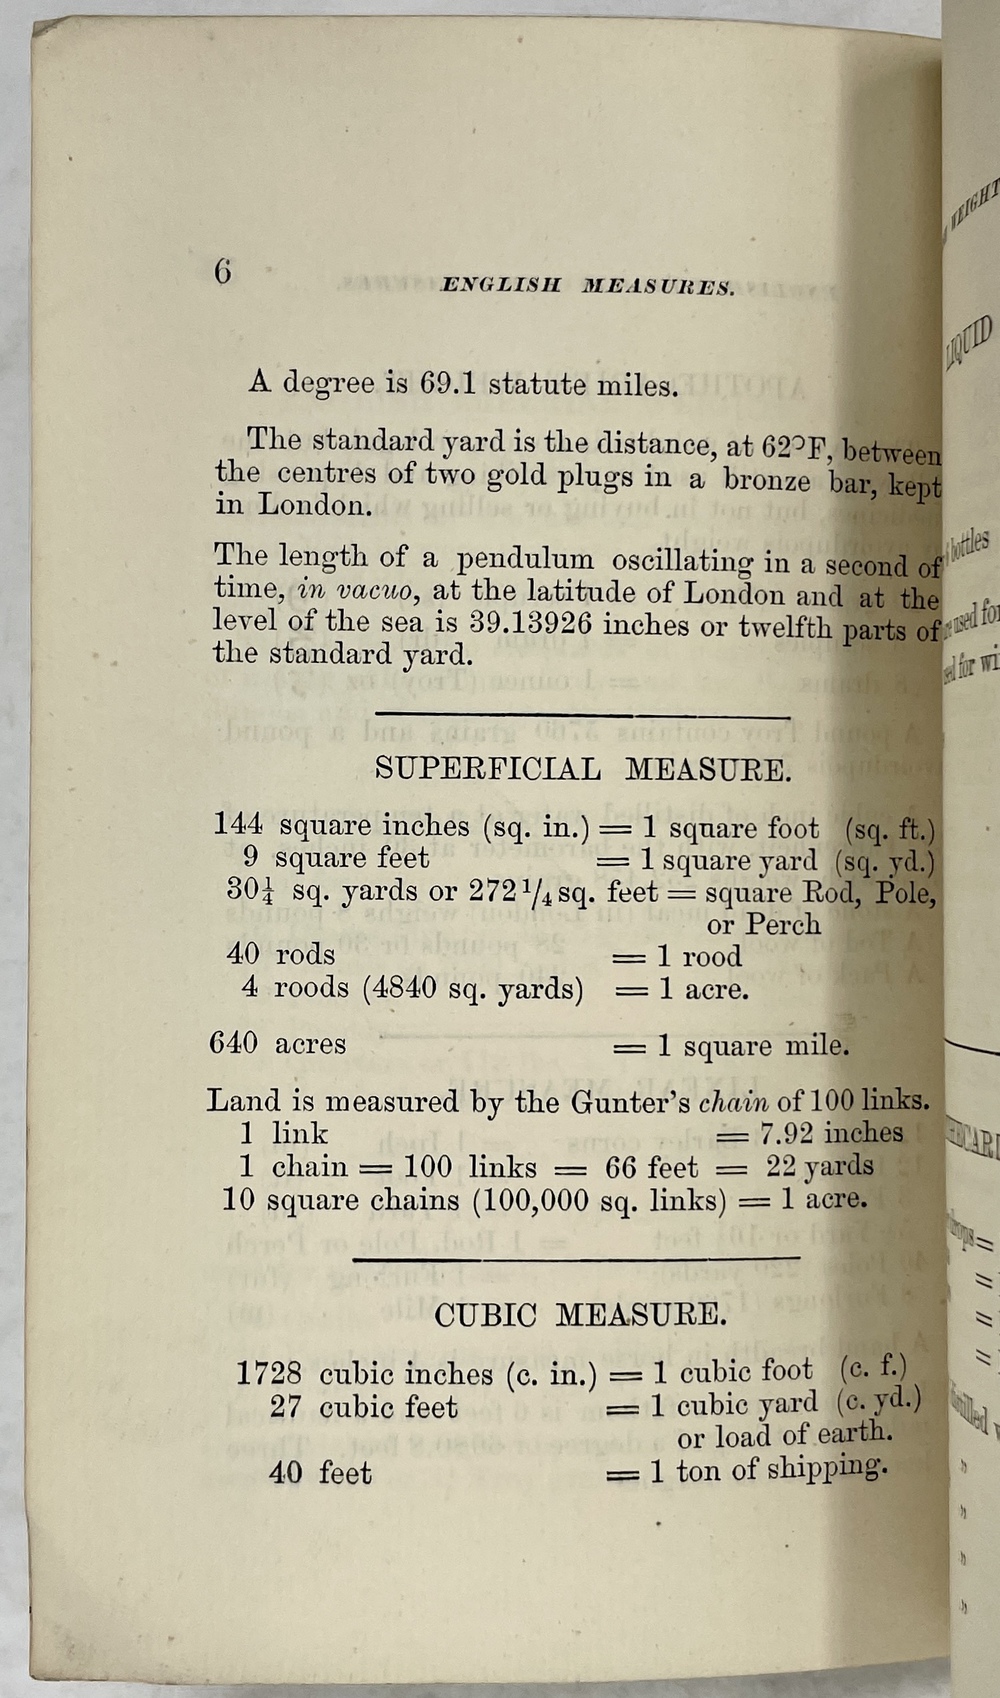 6
ENGLISH MEASURES.
A degree is 69.1 statute miles.
The standard yard is the distance, at 62°F, between
the centres of two gold plugs in a bronze bar, kept
in London.
The length of a pendulum oscillating in a second of
time, in vacuo, at the latitude of London and at the
level of the sea is 39.13926 inches or twelfth parts of
the standard yard.
SUPERFICIAL MEASURE.
144 square inches (sq. in.) = 1 square foot (sq. ft.)
9 square feet = 1 square yard (sq. yd.)
30¼ sq. yards or 272 1/4 sq. feet = square Rod, Pole,
or Perch
40 rods = 1 rood
4 roods (4840 sq. yards) = 1 acre.
640 acres = 1 square mile.
Land is measured by the Gunter's chain of 100 links.
1 link = 7.92 inches
1 chain = 100 links = 66 feet = 22 yards
10 square chains (100,000 sq. links) = 1 acre.
CUBIC MEASURE.
1728 cubic inches (c. in.) = 1 cubic foot (c. f.)
27 cubic feet = 1 cubic yard (c. yd.)
or load of earth.
40 feet = 1 ton of shipping.
WEIGHT
LIQUID
bottles
used for
for
=
=
=
=
"
"
"
"